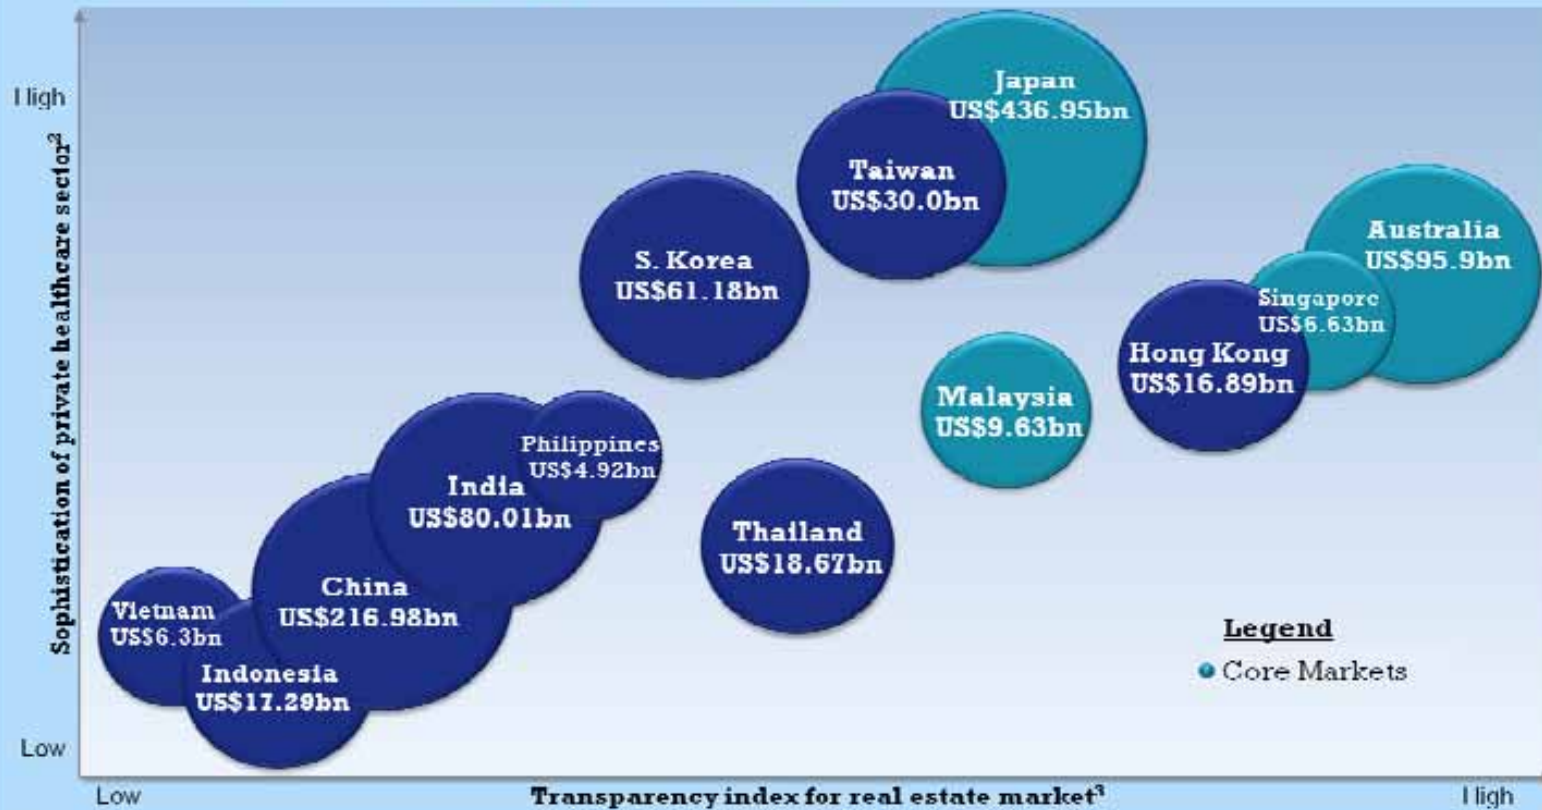 High
Sophistication of private healthcare sector²
Low
Japan
US$436.95bn
Taiwan
US$30.0bn
S. Korea
US$61.18bn
Australia
US$95.9bn
Singapore
US$6.63bn
Hong Kong
US$16.89bn
Malaysia
US$9.63bn
Philippines
US$4.92bn
India
US$80.01bn
Thailand
US$18.67bn
China
US$216.98bn
Vietnam
US$6.3bn
Indonesia
US$17.29bn
Legend
Core Markets
Low
Transparency index for real estate market³
High